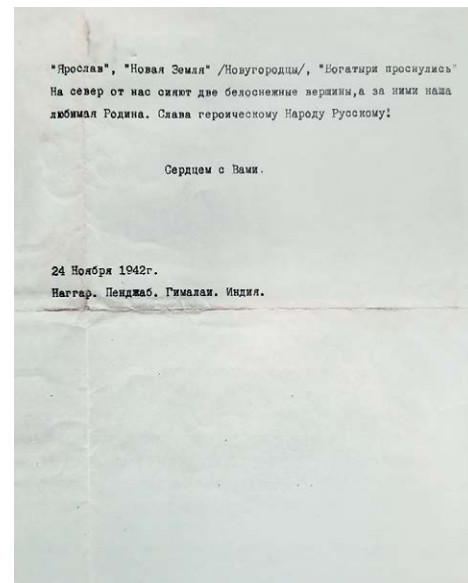 "Ярослав", "Новая Земля" /Новугородцы/, "Богатыри проснулись"
На север от нас сияют две белоснежные вершины,а за ними наша
любимая Родина. Слава героическому Народу Русскому!
Сердцем с Вами.
24 Ноября 1942г.
Наггар. Пенджаб. Гималаи. Индия.